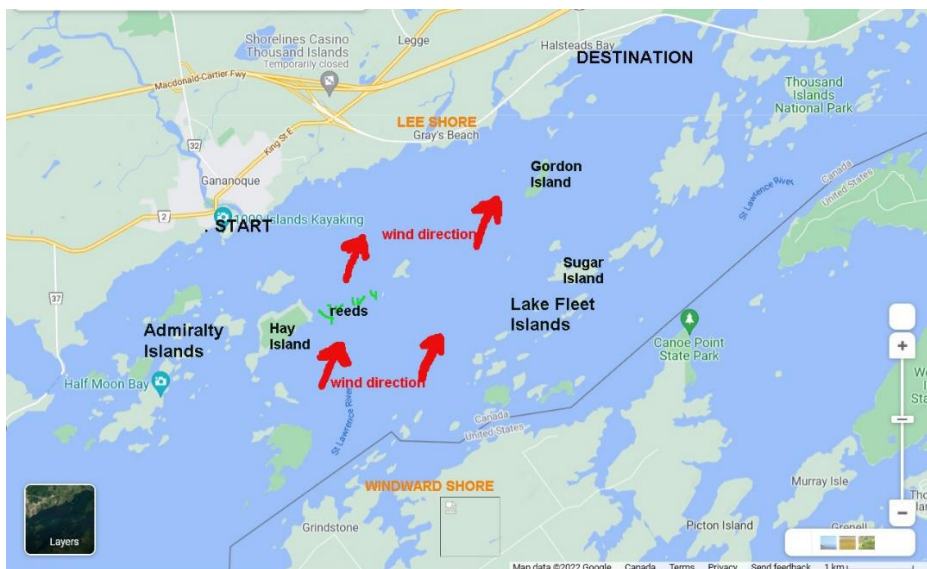 Shorelines Casino
Thousand Islands
Temporarily closed
Legge
Halsteads Bay
DESTINATION
Macdonald-Cartier Fwy
Thousand
Islands
National Park
LEE SHORE
Gray's Beach
32
King St E
Gordon
Island
Canada
United States
Gananoque
St Lawrence River
2
1000 Islands Kayaking
. START
wind direction
37
Sugar
Island
reeds
Lake Fleet
Islands
Admiralty
Islands
Hay
Island
Canoe Point
State Park
Half Moon Bay
wind direction
St Lawrence River
Canada
United States
WINDWARD SHORE
Murray Isle
Grindstone
Picton Island
Grenell
Layers
Map data ©2022 Google Canada Terms Privacy Send feedback 1 km